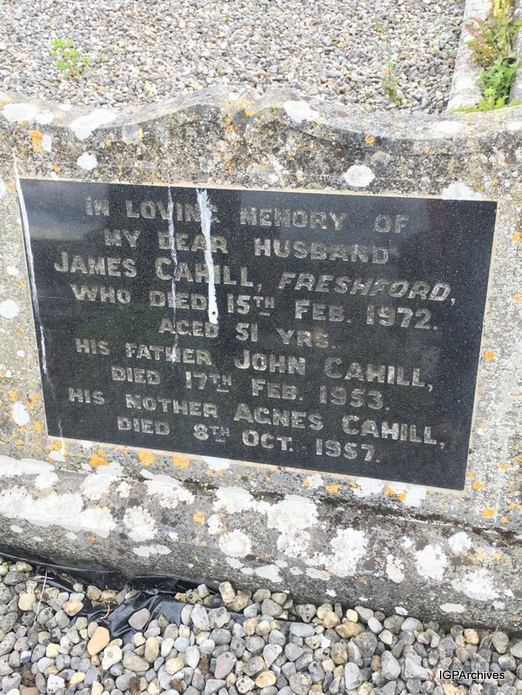 IN LOVING MEMORY OF
MY DEAR HUSBAND
JAMES CAHILL, FRESHFORD,
WHO DIED 15TH FEB. 1972.
AGED 51 YRS.
HIS FATHER JOHN CAHILL,
DIED 17TH FEB. 1953.
HIS MOTHER AGNES CAHILL,
DIED 8TH OCT. 1957.
IGPArchives